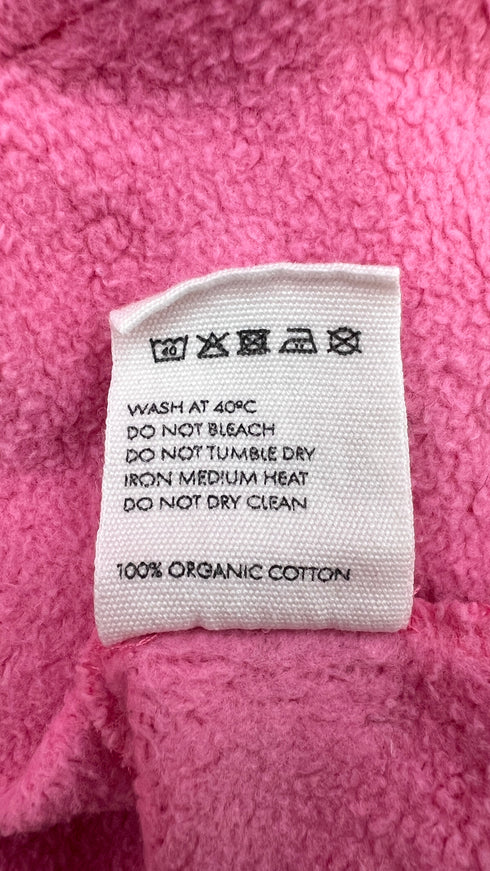 40
WASH AT 40ºC
DO NOT BLEACH
DO NOT TUMBLE DRY
IRON MEDIUM HEAT
DO NOT DRY CLEAN
100% ORGANIC COTTON